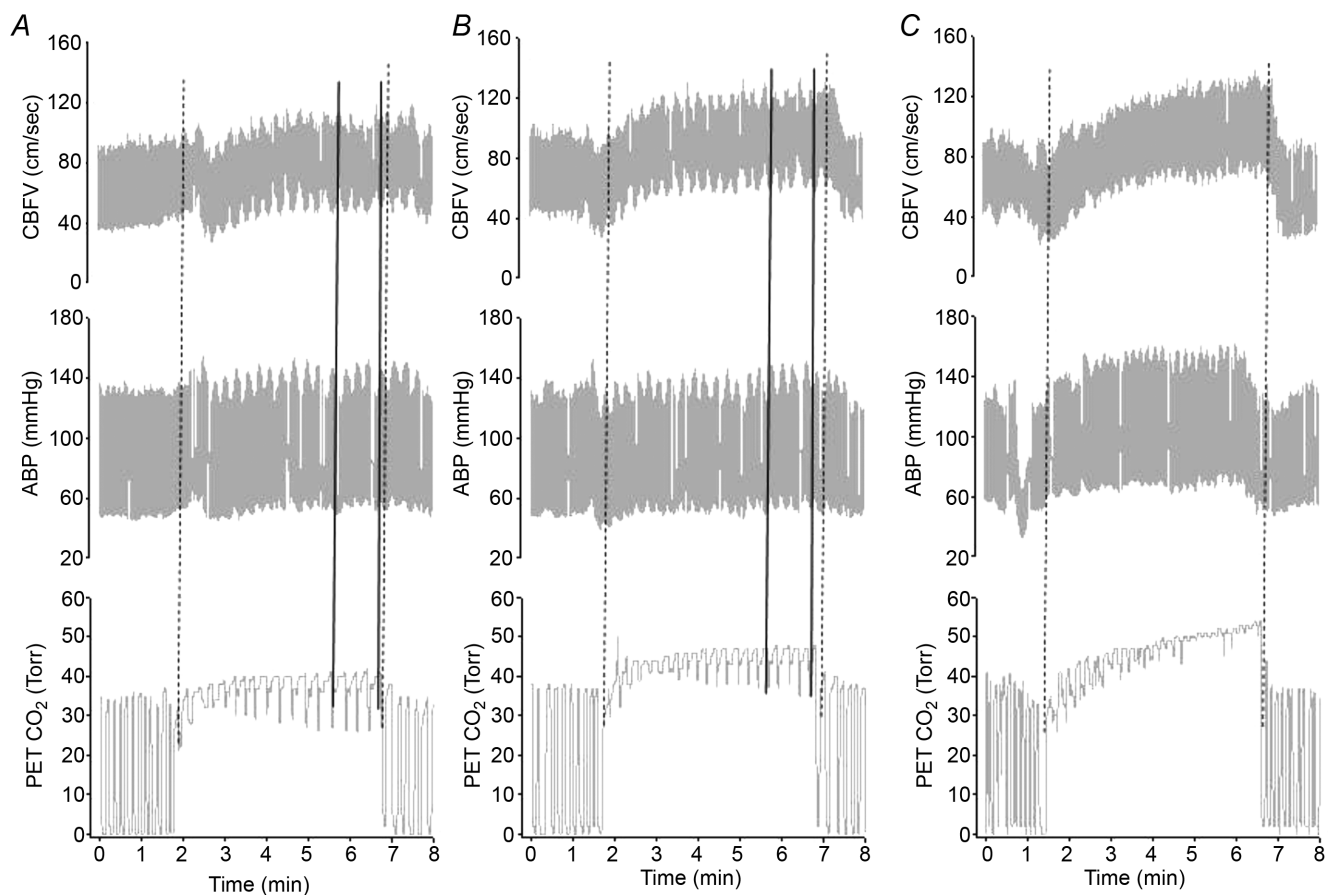 A
B
C
160
120
80
40
0
CBFV (cm/sec)
160
120
80
40
0
CBFV (cm/sec)
160
120
80
40
0
CBFV (cm/sec)
180
140
100
60
20
ABP (mmHg)
180
140
100
60
20
ABP (mmHg)
180
140
100
60
20
ABP (mmHg)
60
50
40
30
20
10
0
PET CO2 (Torr)
60
50
40
30
20
10
0
PET CO2 (Torr)
60
50
40
30
20
10
0
PET CO2 (Torr)
0 1 2 3 4 5 6 7 8
0 1 2 3 4 5 6 7 8
0 1 2 3 4 5 6 7 8
Time (min)
Time (min)
Time (min)